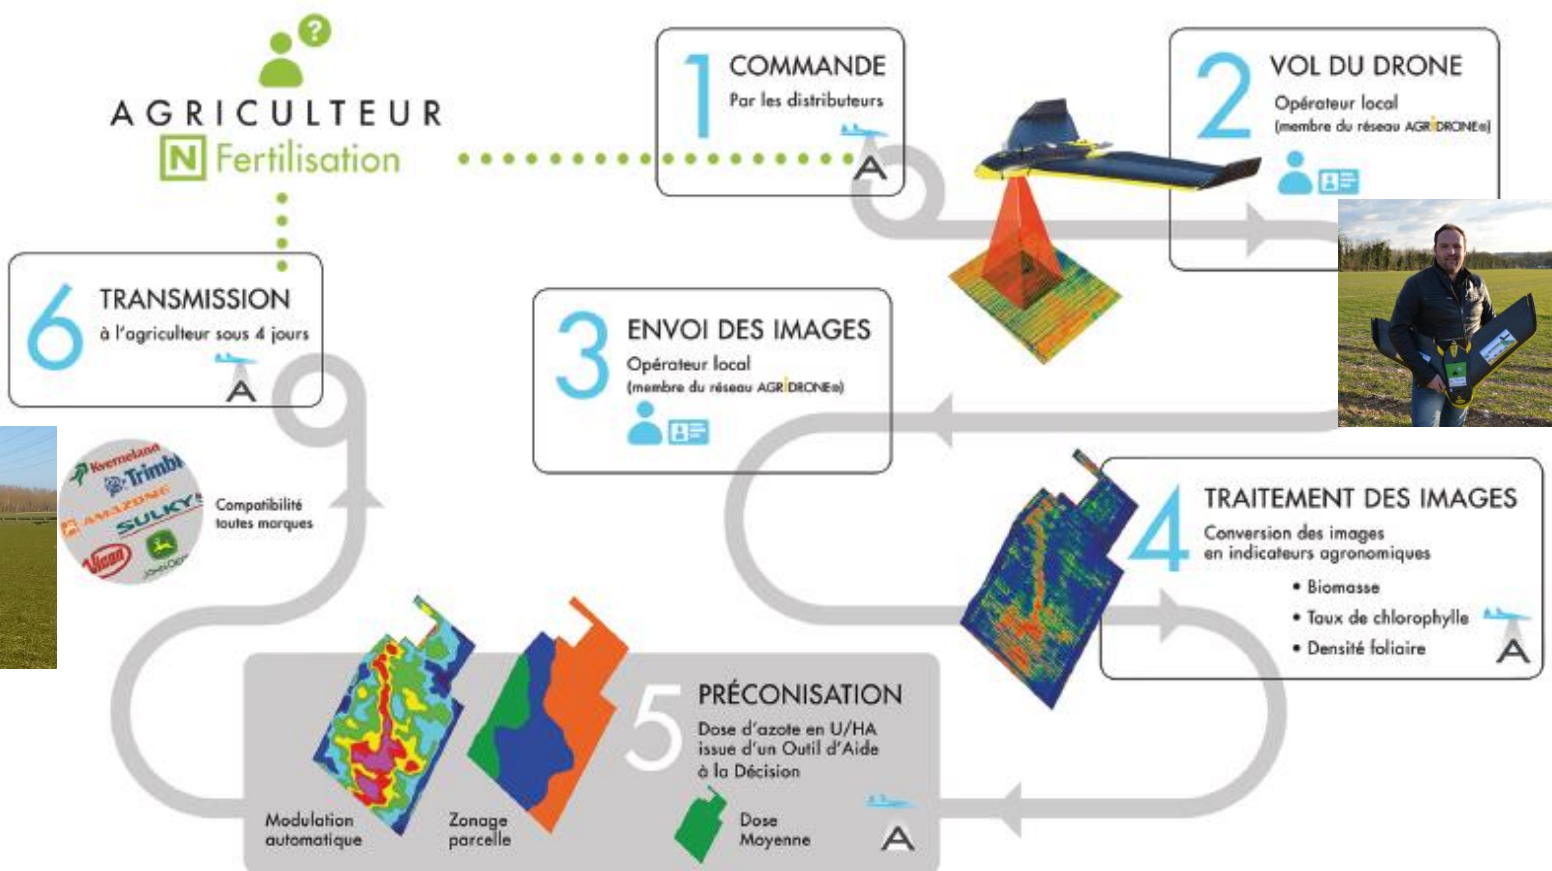 ?
AGRICULTEUR
N Fertilisation
1
COMMANDE
Par les distributeurs
A
2
VOL DU DRONE
Opérateur local
(membre du réseau AGRIDRONE®)
3
ENVOI DES IMAGES
Opérateur local
(membre du réseau AGRIDRONE®)
4
TRAITEMENT DES IMAGES
Conversion des images
en indicateurs agronomiques
• Biomasse
• Taux de chlorophylle
• Densité foliaire
A
5
PRÉCONISATION
Dose d'azote en U/HA
issue d'un Outil d'Aide
à la Décision
Modulation
automatique
Zonage
parcelle
Dose
Moyenne
A
6
TRANSMISSION
à l'agriculteur sous 4 jours
A
Kverneland
Trimbl
AMAZONE
SULKY
Vicon
Compatibilité
toutes marques